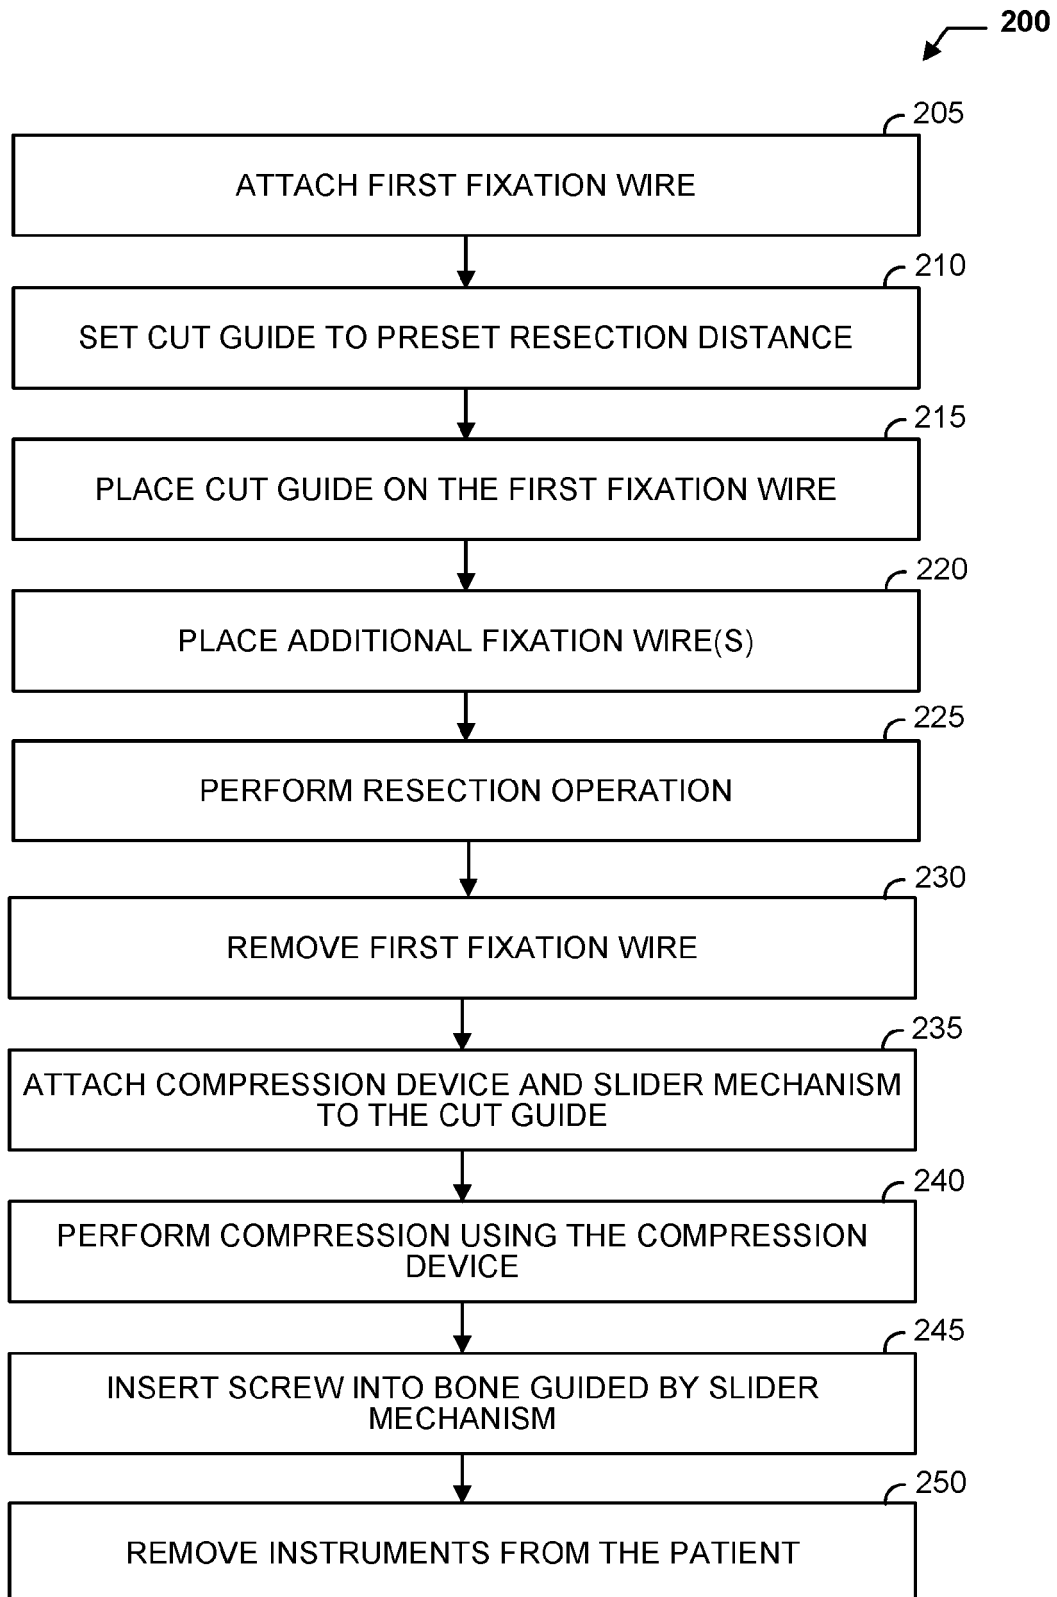 200
205
ATTACH FIRST FIXATION WIRE
210
SET CUT GUIDE TO PRESET RESECTION DISTANCE
215
PLACE CUT GUIDE ON THE FIRST FIXATION WIRE
220
PLACE ADDITIONAL FIXATION WIRE(S)
225
PERFORM RESECTION OPERATION
230
REMOVE FIRST FIXATION WIRE
235
ATTACH COMPRESSION DEVICE AND SLIDER MECHANISM
TO THE CUT GUIDE
240
PERFORM COMPRESSION USING THE COMPRESSION
DEVICE
245
INSERT SCREW INTO BONE GUIDED BY SLIDER
MECHANISM
250
REMOVE INSTRUMENTS FROM THE PATIENT